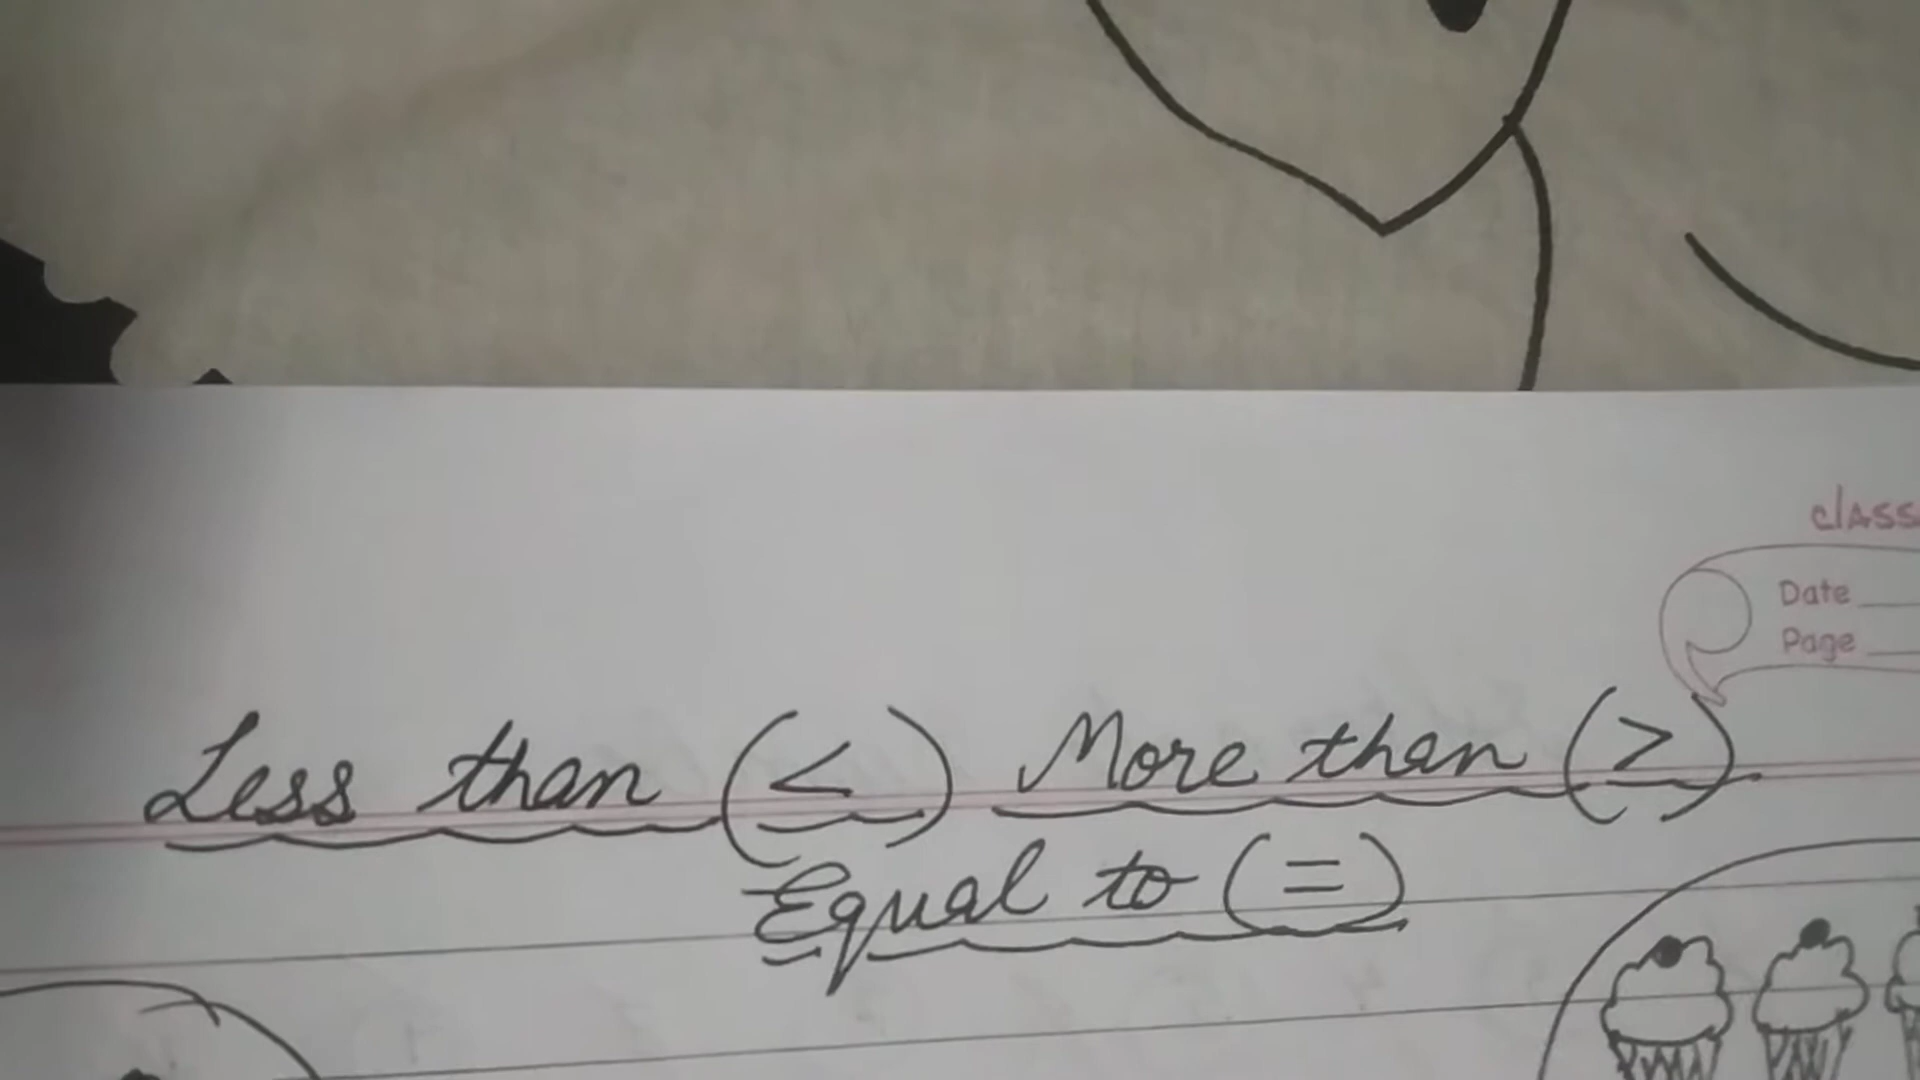 class
Date
Page
Less than (<) More than (>)
Equal to (=)